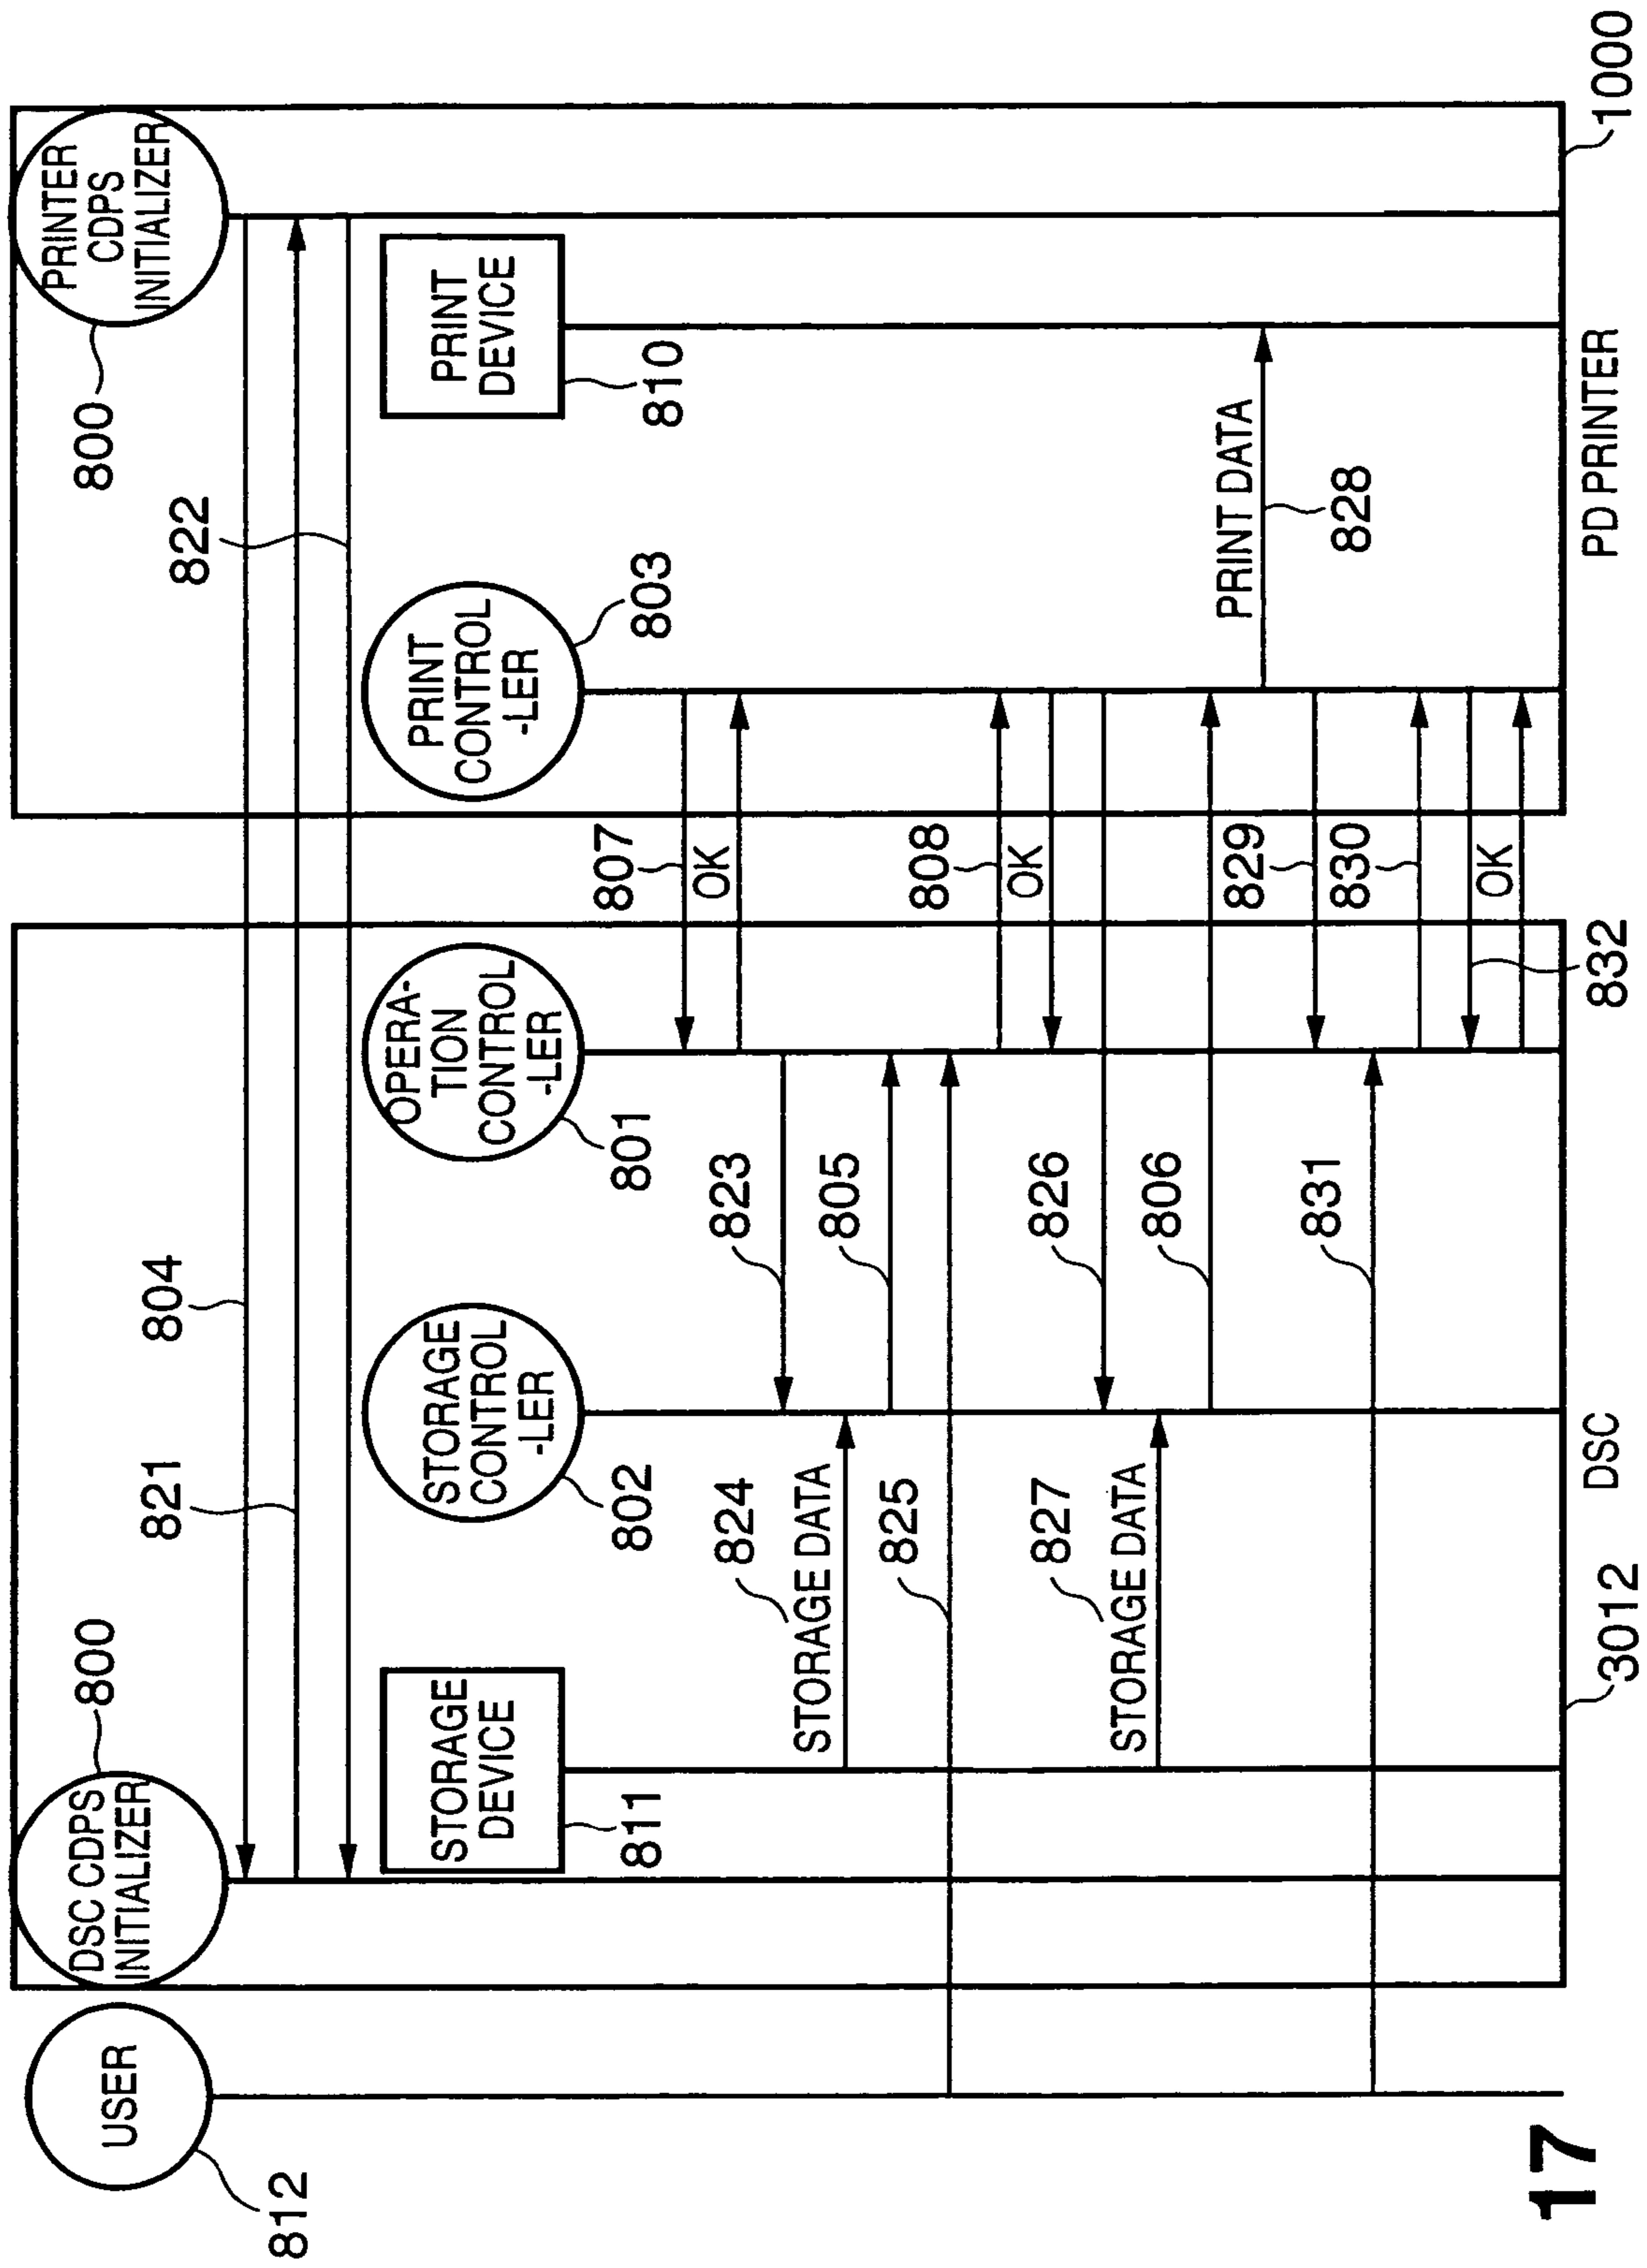 USER
812
DSC CDPS
INITIALIZER
800
PRINTER
CDPS
INITIALIZER
800
804
821
822
STORAGE
DEVICE
811
STORAGE
CONTROL
-LER
802
OPERA-
TION
CONTROL
-LER
801
PRINT
CONTROL
-LER
803
PRINT
DEVICE
810
807
OK
823
824
STORAGE DATA
805
825
808
OK
826
827
STORAGE DATA
806
PRINT DATA
828
829
831
830
832
OK
DSC
3012
PD PRINTER
1000
17